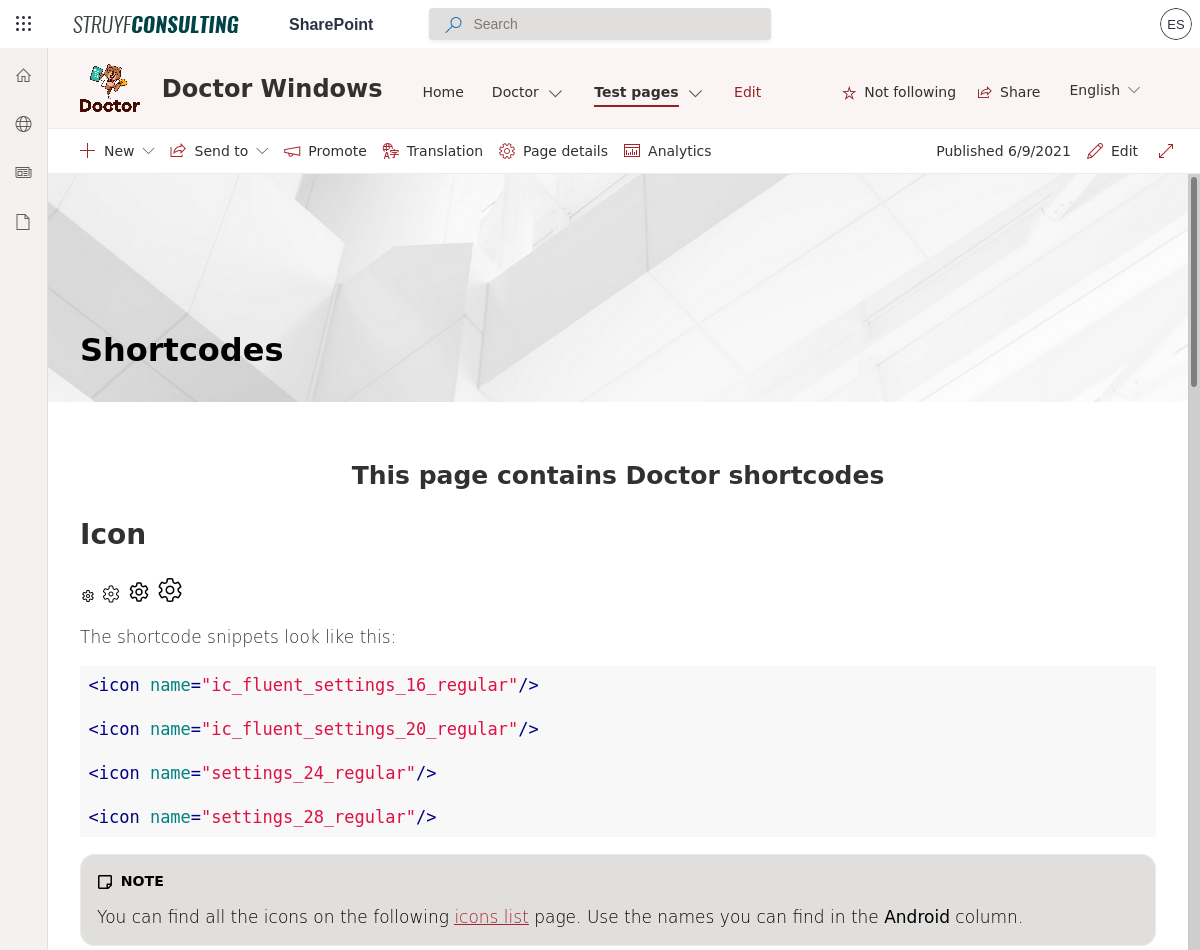 STRUYFCONSULTING SharePoint Search ES
Doctor
Doctor Windows Home Doctor Test pages Edit Not following Share English
New Send to Promote Translation Page details Analytics Published 6/9/2021 Edit
Shortcodes
This page contains Doctor shortcodes
Icon
The shortcode snippets look like this:
<icon name="ic_fluent_settings_16_regular"/>
<icon name="ic_fluent_settings_20_regular"/>
<icon name="settings_24_regular"/>
<icon name="settings_28_regular"/>
NOTE
You can find all the icons on the following icons list page. Use the names you can find in the Android column.